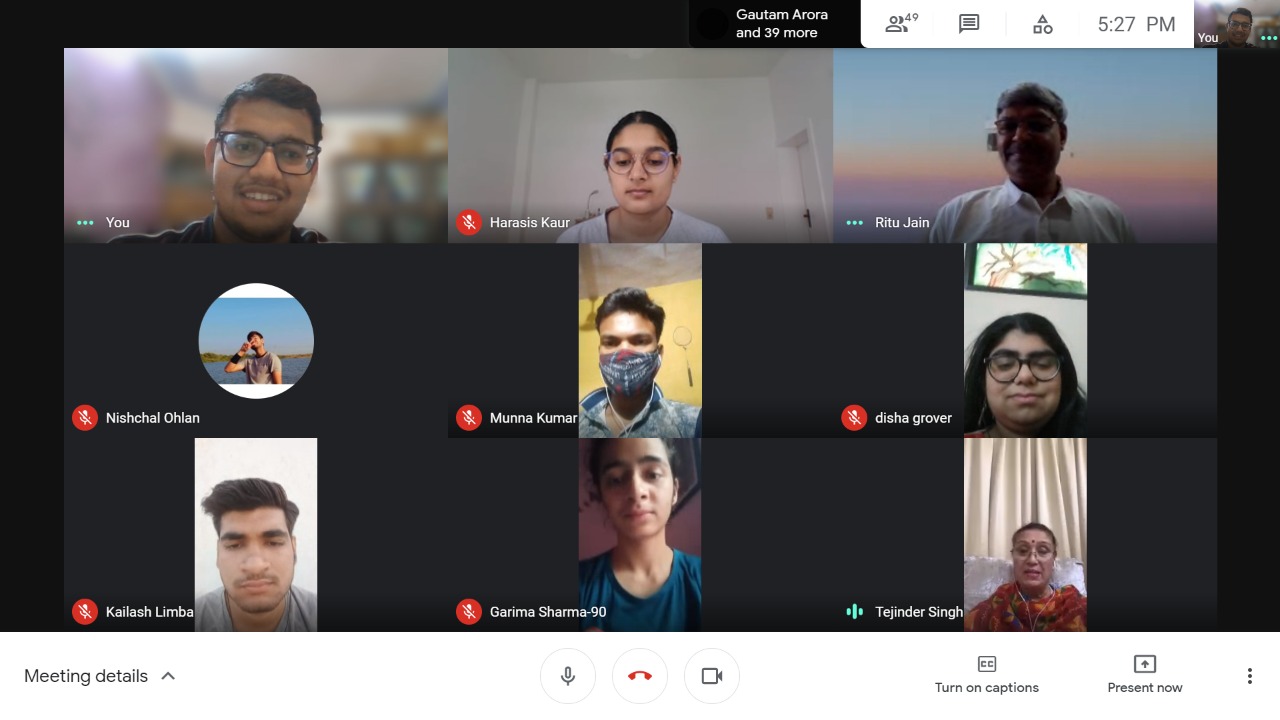 Gautam Arora
and 39 more
49
5:27 PM
You
You
Harasis Kaur
Ritu Jain
Nishchal Ohlan
Munna Kumar
disha grover
Kailash Limba
Garima Sharma-90
Tejinder Singh
Meeting details
CC
Turn on captions
Present now